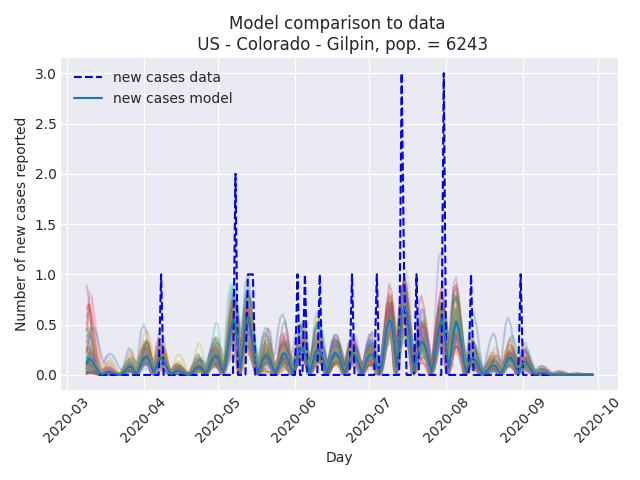 Model comparison to data
US - Colorado - Gilpin, pop. = 6243
new cases data
new cases model
Number of new cases reported
3.0
2.5
2.0
1.5
1.0
0.5
0.0
2020-03
2020-04
2020-05
2020-06
2020-07
2020-08
2020-09
2020-10
Day